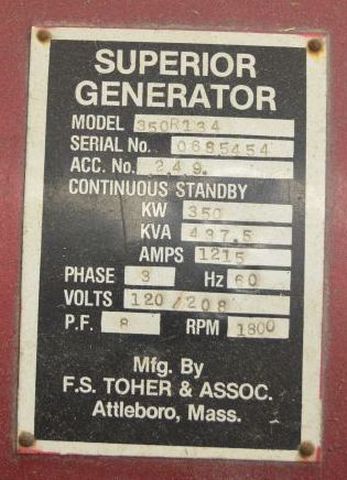 SUPERIOR
GENERATOR
MODEL 350R134
SERIAL No. 0685454
ACC. No. 249.
CONTINUOUS STANDBY
KW 350
KVA 437.5
AMPS 1215
PHASE 3 Hz 60
VOLTS 120/208
P.F. 8 RPM 1800
Mfg. By
F.S. TOHER & ASSOC.
Attleboro, Mass.